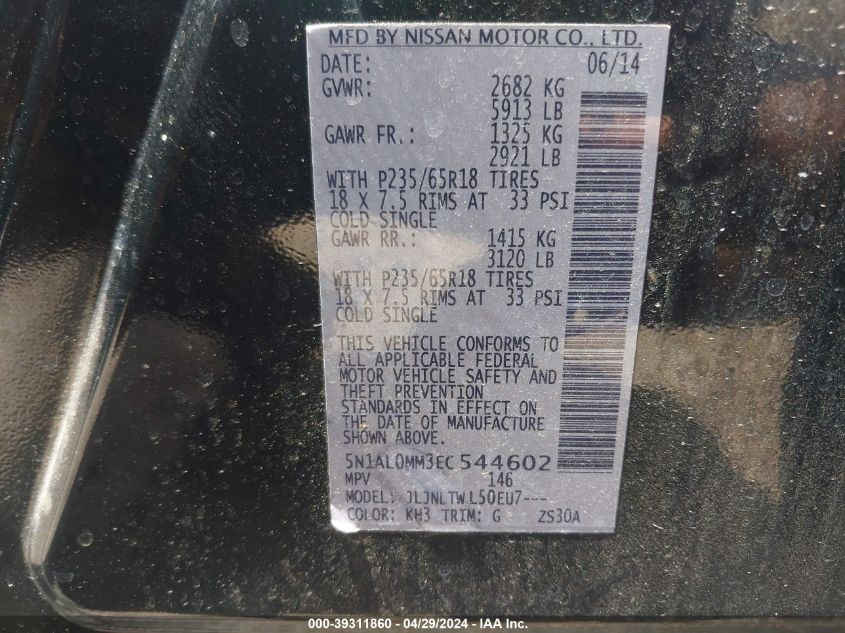 MFD BY NISSAN MOTOR CO., LTD.
DATE: 06/14
GVWR: 2682 KG
5913 LB
GAWR FR.: 1325 KG
2921 LB
WITH P235/65R18 TIRES
18 X 7.5 RIMS AT 33 PSI
COLD SINGLE
GAWR RR.: 1415 KG
3120 LB
WITH P235/65R18 TIRES
18 X 7.5 RIMS AT 33 PSI
COLD SINGLE
THIS VEHICLE CONFORMS TO
ALL APPLICABLE FEDERAL
MOTOR VEHICLE SAFETY AND
THEFT PREVENTION
STANDARDS IN EFFECT ON
THE DATE OF MANUFACTURE
SHOWN ABOVE.
5N1AL0MM3EC544602
MPV 146
MODEL: JLJNLTWL50EU7---
COLOR: KH3 TRIM: G ZS30A
000-39311860 - 04/29/2024 - 544602